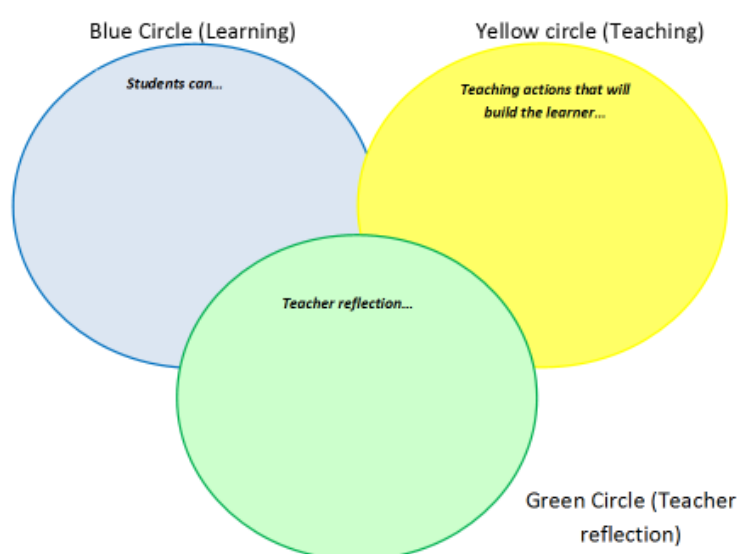 Blue Circle (Learning)
Yellow circle (Teaching)
Students can...
Teaching actions that will
build the learner...
Teacher reflection...
Green Circle (Teacher
reflection)